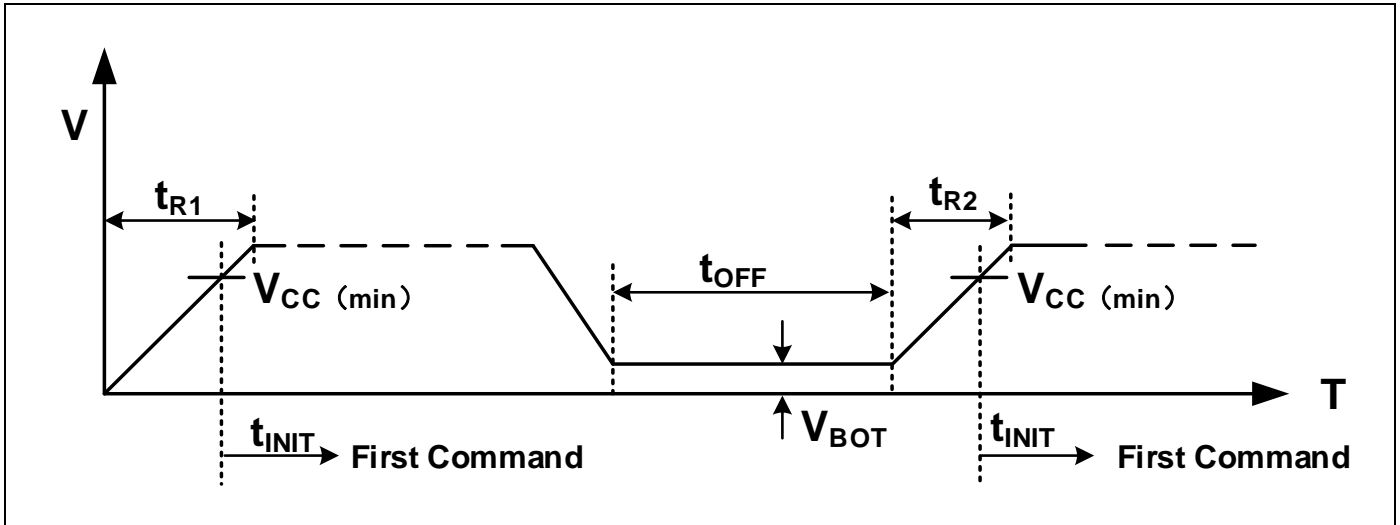 V
tR1
tR2
tOFF
VCC（min）
VCC（min）
T
VBOT
tINIT
First Command
tINIT
First Command